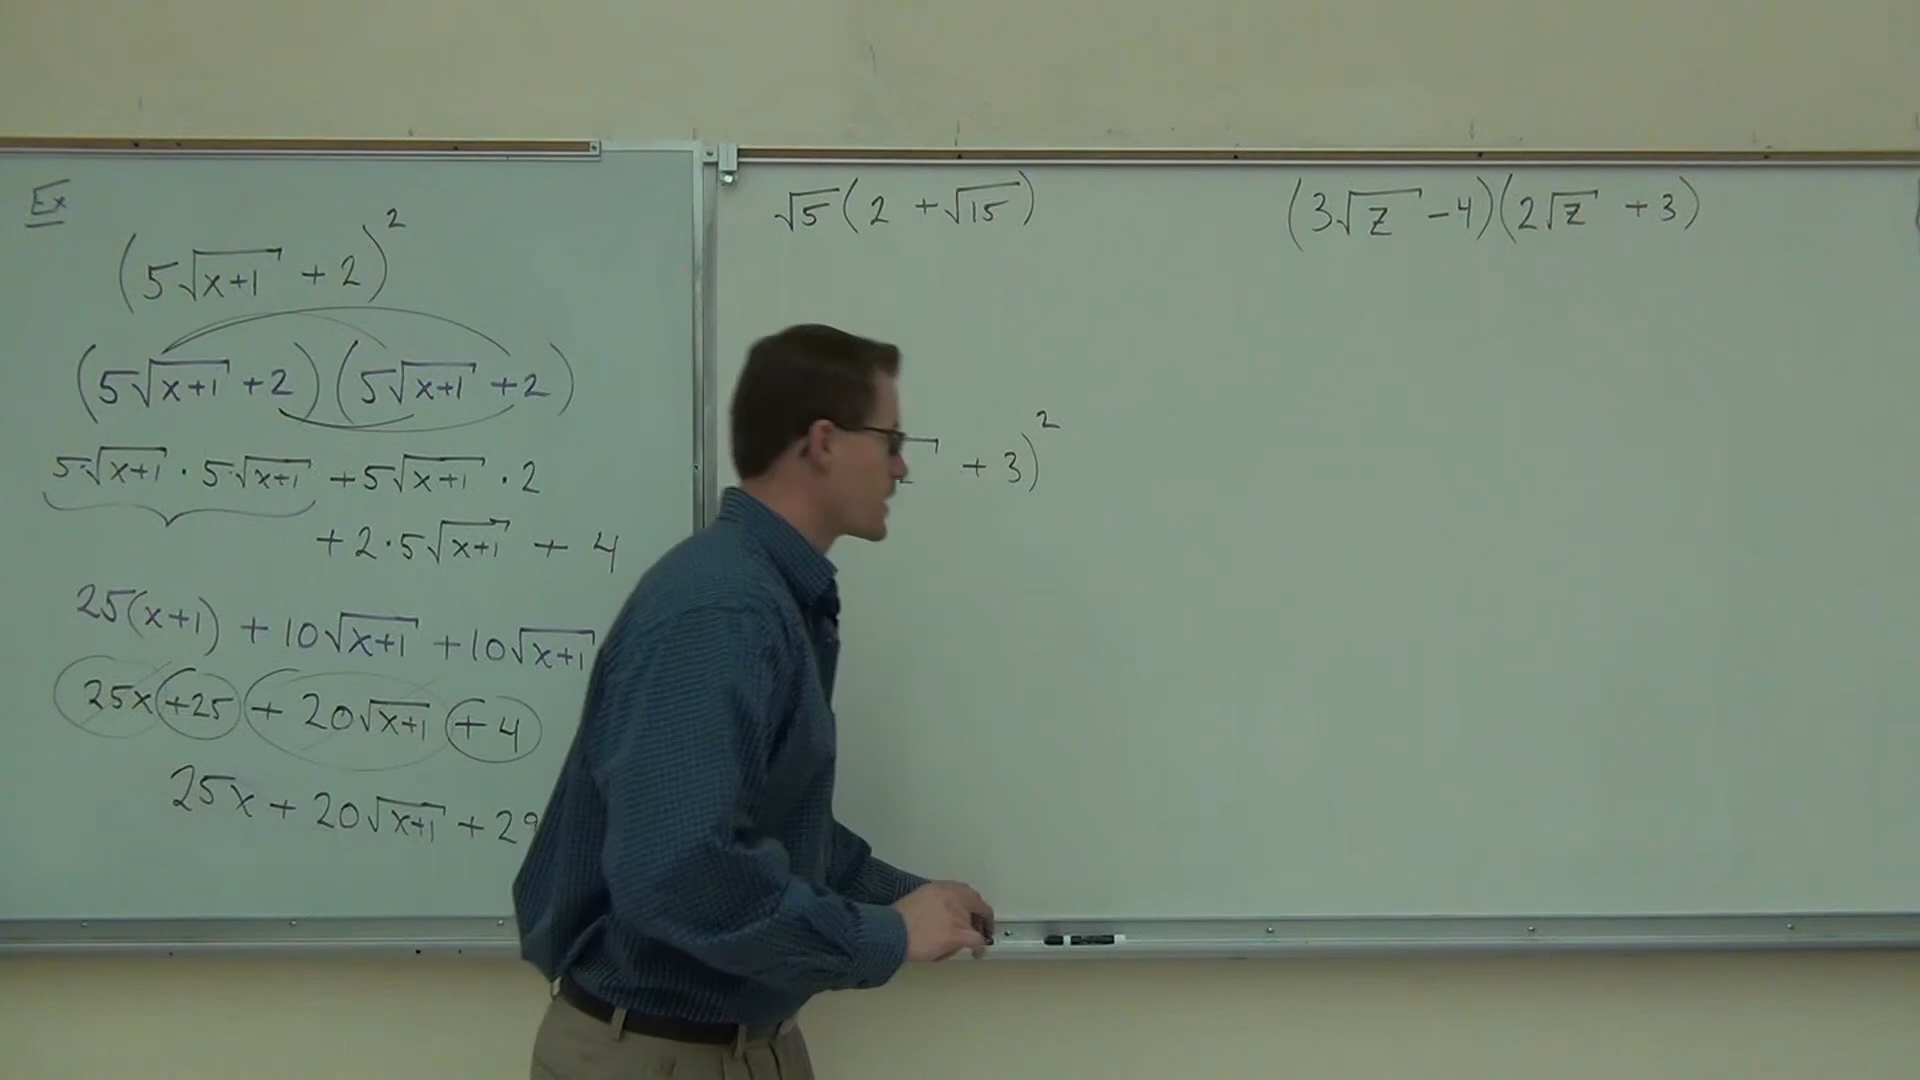 Ex
(5√(x+1) + 2)²
(5√(x+1) + 2)(5√(x+1) + 2)
5·√(x+1) · 5·√(x+1) + 5√(x+1) · 2
+ 2·5√(x+1) + 4
25(x+1) + 10√(x+1) + 10√(x+1)
25x + 25 + 20√(x+1) + 4
25x + 20√(x+1) + 29
√5(2 + √15)
+ 3)²
(3√z - 4)(2√z + 3)